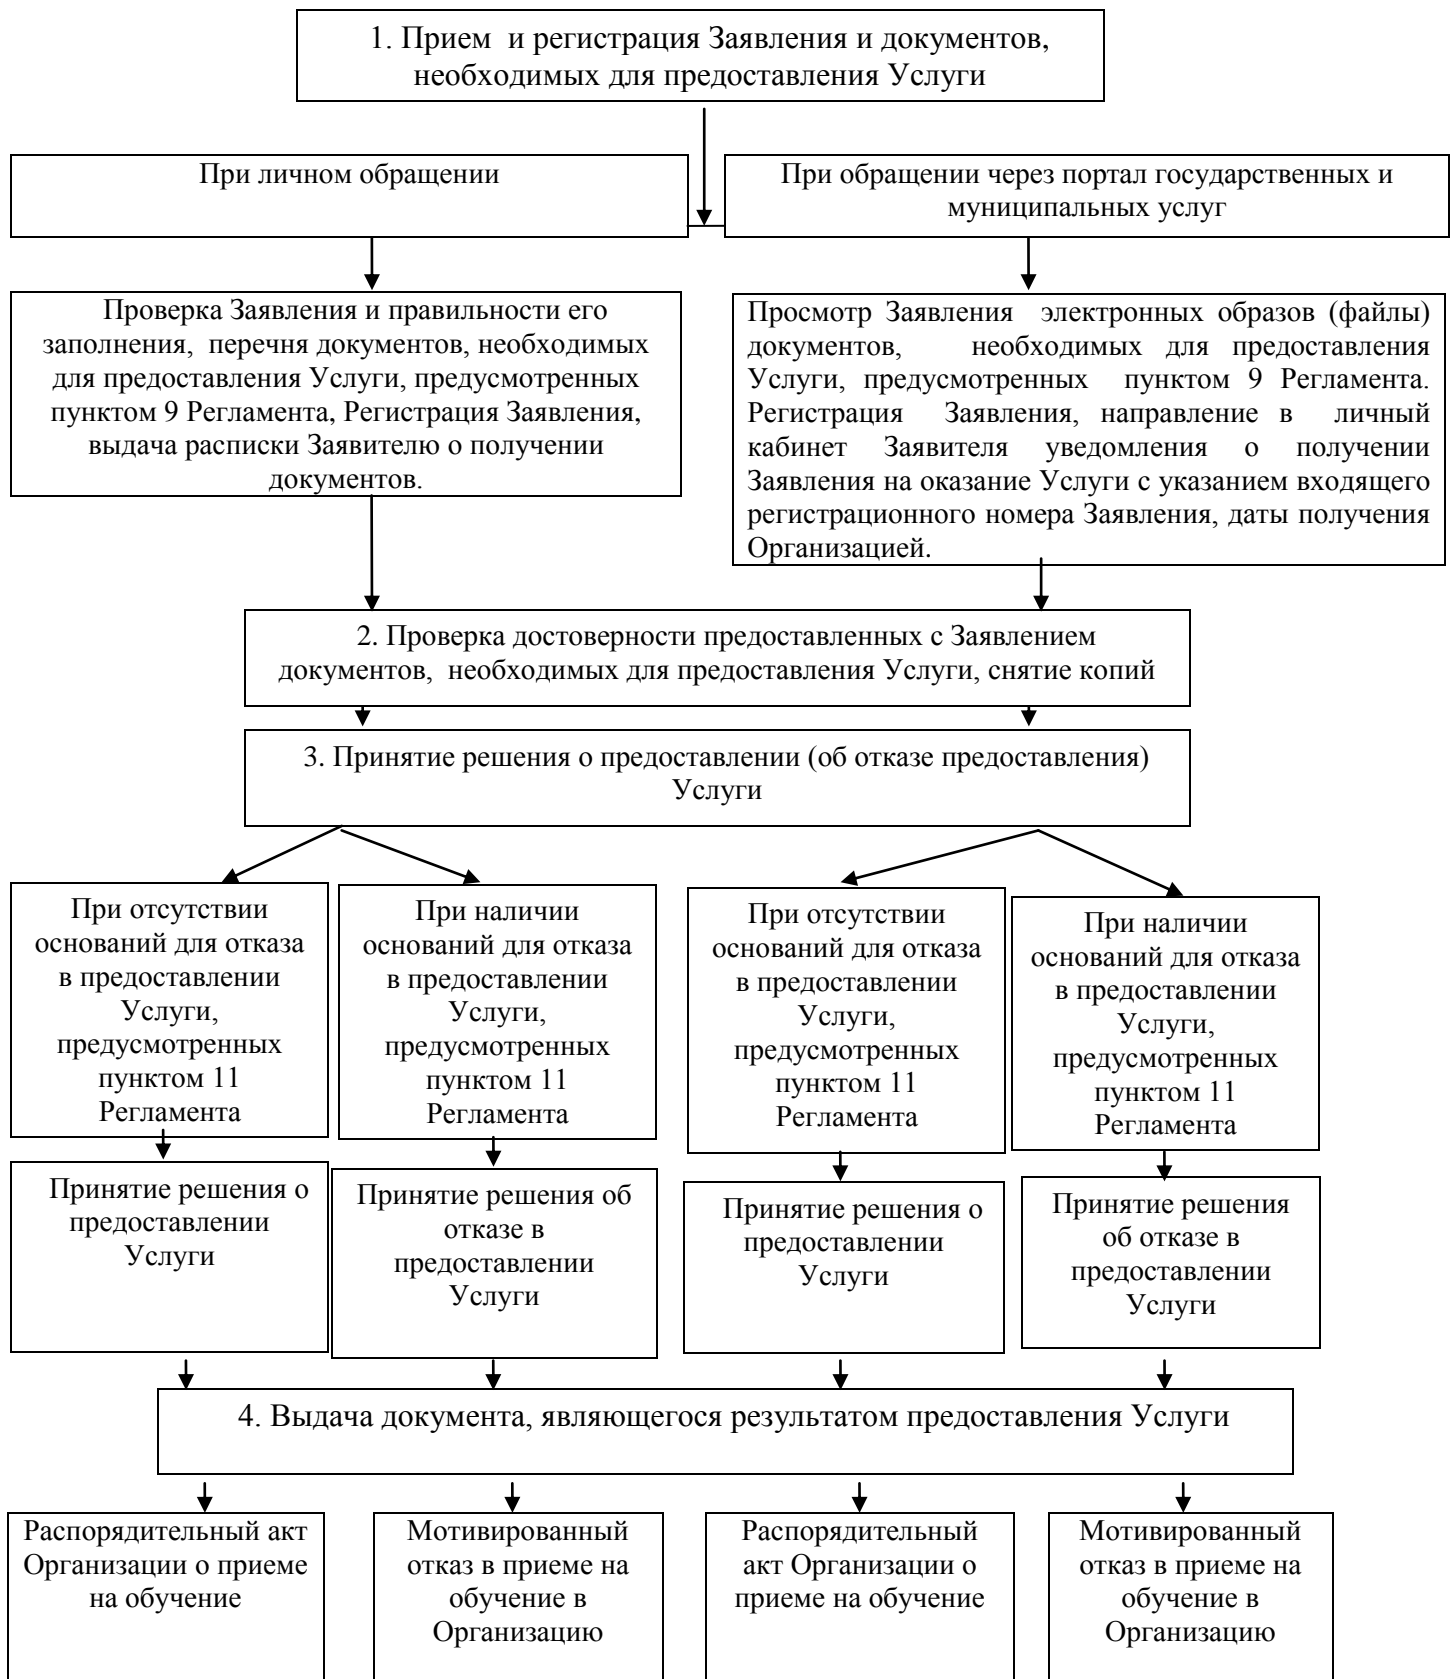 1. Прием и регистрация Заявления и документов,
необходимых для предоставления Услуги
При личном обращении
При обращении через портал государственных и
муниципальных услуг
Проверка Заявления и правильности его
заполнения, перечня документов, необходимых
для предоставления Услуги, предусмотренных
пунктом 9 Регламента, Регистрация Заявления,
выдача расписки Заявителю о получении
документов.
Просмотр Заявления электронных образов (файлы)
документов, необходимых для предоставления
Услуги, предусмотренных пунктом 9 Регламента.
Регистрация Заявления, направление в личный
кабинет Заявителя уведомления о получении
Заявления на оказание Услуги с указанием входящего
регистрационного номера Заявления, даты получения
Организацией.
2. Проверка достоверности предоставленных с Заявлением
документов, необходимых для предоставления Услуги, снятие копий
3. Принятие решения о предоставлении (об отказе предоставления)
Услуги
При отсутствии
оснований для отказа
в предоставлении
Услуги,
предусмотренных
пунктом 11
Регламента
При наличии
оснований для отказа
в предоставлении
Услуги,
предусмотренных
пунктом 11
Регламента
При отсутствии
оснований для отказа
в предоставлении
Услуги,
предусмотренных
пунктом 11
Регламента
При наличии
оснований для отказа
в предоставлении
Услуги,
предусмотренных
пунктом 11
Регламента
Принятие решения о
предоставлении
Услуги
Принятие решения об
отказе в
предоставлении
Услуги
Принятие решения о
предоставлении
Услуги
Принятие решения
об отказе в
предоставлении
Услуги
4. Выдача документа, являющегося результатом предоставления Услуги
Распорядительный акт
Организации о приеме
на обучение
Мотивированный
отказ в приеме на
обучение в
Организацию
Распорядительный
акт Организации о
приеме на обучение
Мотивированный
отказ в приеме на
обучение в
Организацию